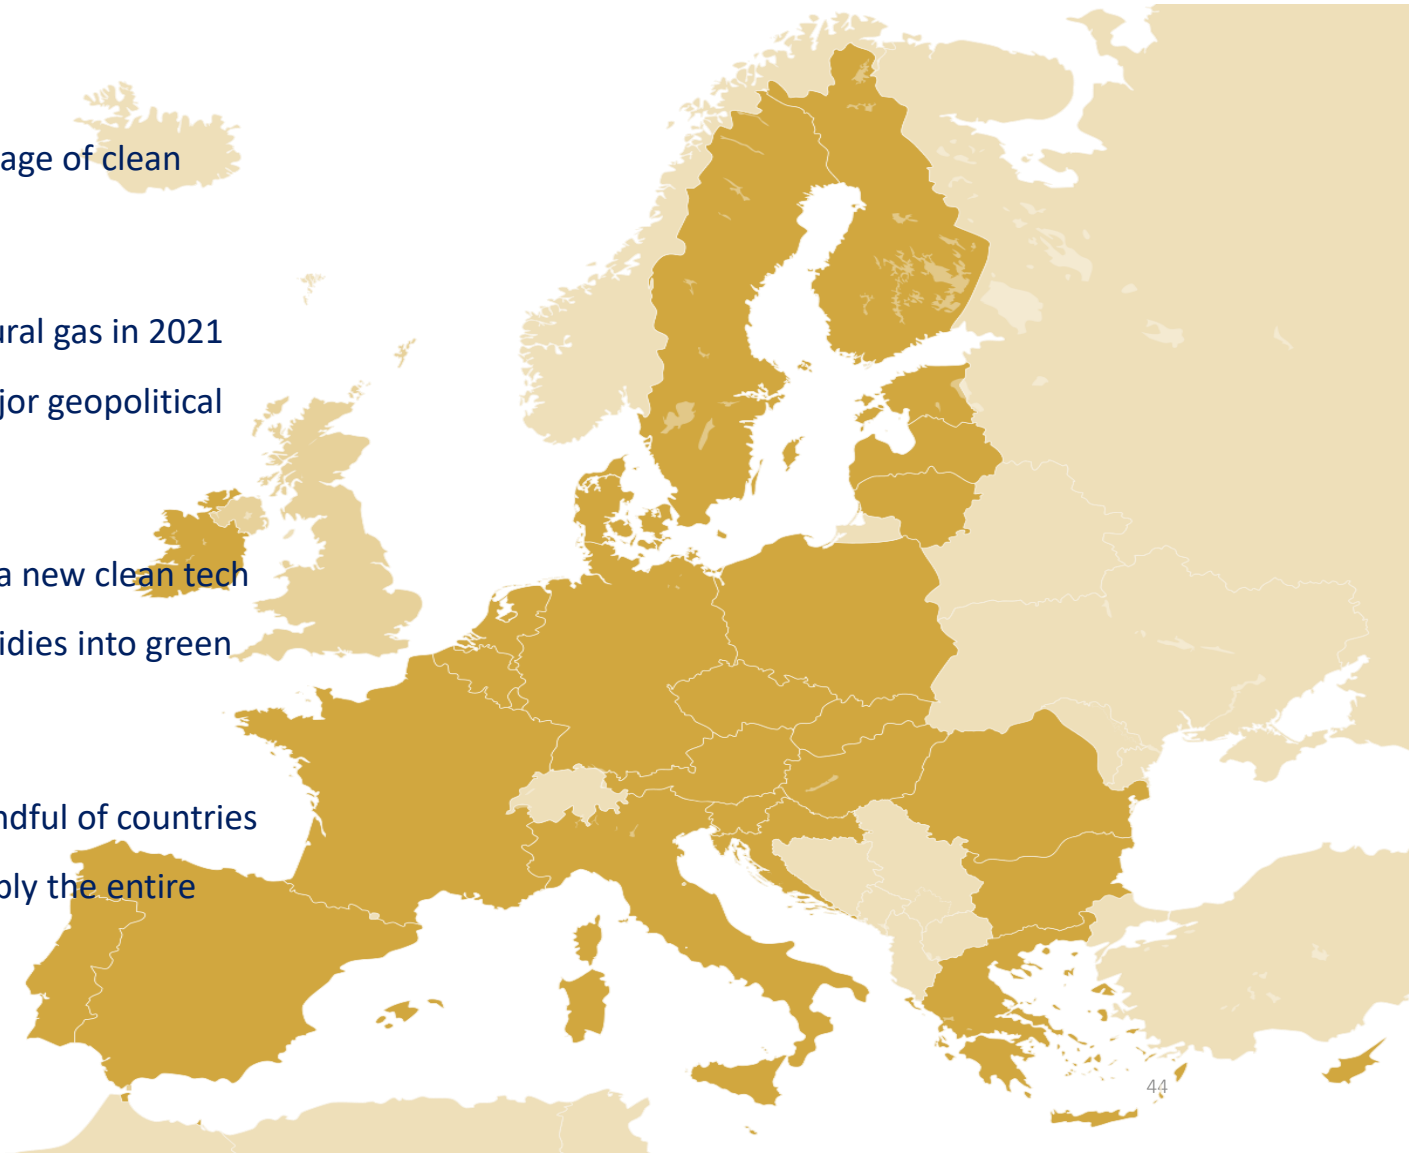 age of clean
ural gas in 2021
jor geopolitical
a new clean tech
idies into green
ndful of countries
ply the entire
44